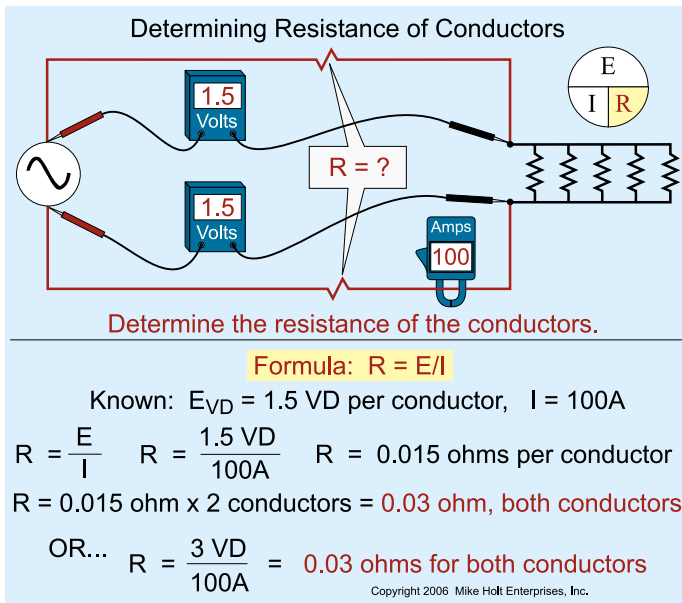 Determining Resistance of Conductors
E
I R
1.5
Volts
R = ?
1.5
Volts
Amps
100
Determine the resistance of the conductors.
Formula: R = E/I
Known: EVD = 1.5 VD per conductor, I = 100A
R = E/I R = 1.5 VD/100A R = 0.015 ohms per conductor
R = 0.015 ohm x 2 conductors = 0.03 ohm, both conductors
OR... R = 3 VD/100A = 0.03 ohms for both conductors
Copyright 2006 Mike Holt Enterprises, Inc.